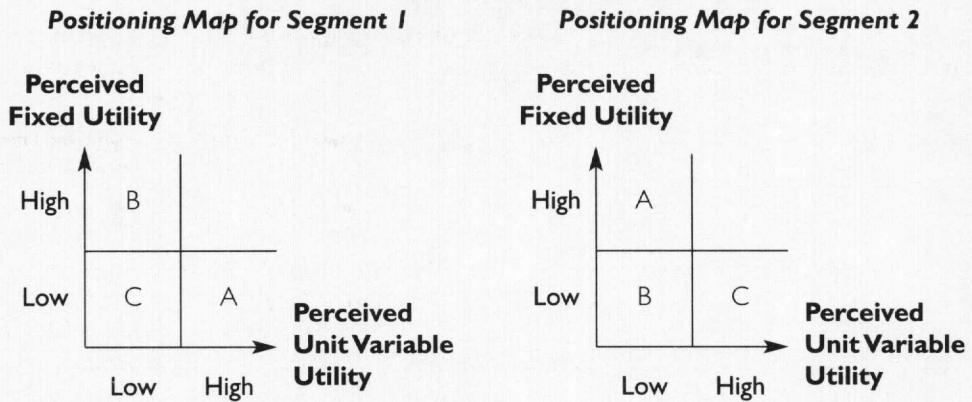 Positioning Map for Segment 1
Perceived
Fixed Utility
High
B
Low
C
A
Perceived
Unit Variable
Utility
Low
High
Positioning Map for Segment 2
Perceived
Fixed Utility
High
A
Low
B
C
Perceived
Unit Variable
Utility
Low
High